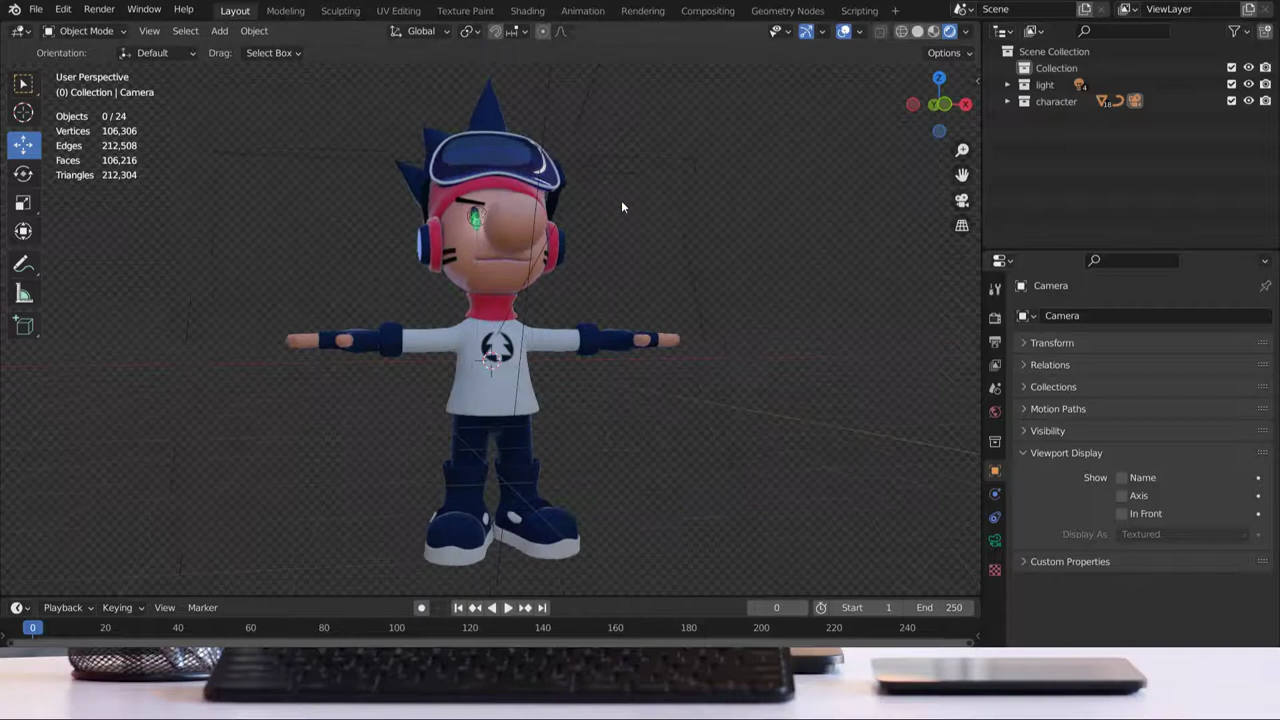 File Edit Render Window Help Layout Modeling Sculpting UV Editing Texture Paint Shading Animation Rendering Compositing Geometry Nodes Scripting + Scene ViewLayer
Object Mode View Select Add Object Global
Orientation: Default Drag: Select Box Options
User Perspective
(0) Collection | Camera
Objects 0 / 24
Vertices 106,306
Edges 212,508
Faces 106,216
Triangles 212,304
Z
Y
X
Scene Collection
Collection
light 4
character 18
Camera
Camera
Transform
Relations
Collections
Motion Paths
Visibility
Viewport Display
Show Name
Axis
In Front
Display As Textured
Custom Properties
Playback Keying View Marker 0 Start 1 End 250
0 20 40 60 80 100 120 140 160 180 200 220 240